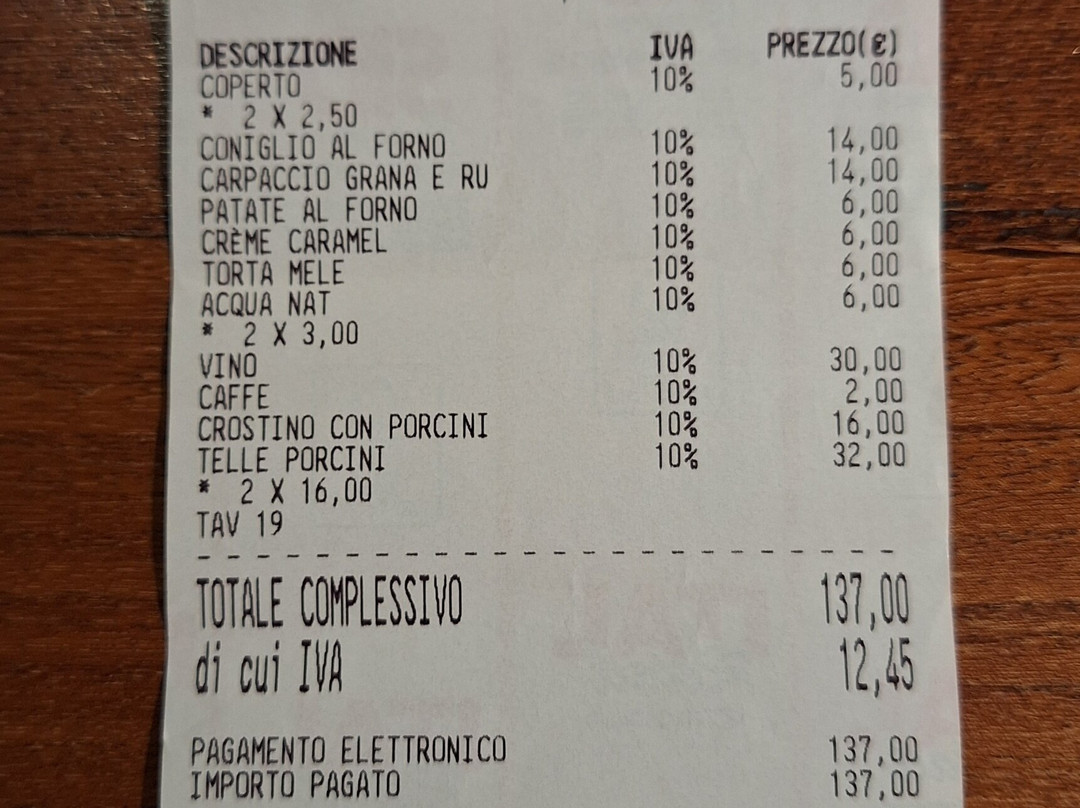 DESCRIZIONE IVA PREZZO(€)
COPERTO 10% 5,00
* 2 X 2,50
CONIGLIO AL FORNO 10% 14,00
CARPACCIO GRANA E RU 10% 14,00
PATATE AL FORNO 10% 6,00
CRÈME CARAMEL 10% 6,00
TORTA MELE 10% 6,00
ACQUA NAT 10% 6,00
* 2 X 3,00
VINO 10% 30,00
CAFFE 10% 2,00
CROSTINO CON PORCINI 10% 16,00
TELLE PORCINI 10% 32,00
* 2 X 16,00
TAV 19
TOTALE COMPLESSIVO 137,00
di cui IVA 12,45
PAGAMENTO ELETTRONICO 137,00
IMPORTO PAGATO 137,00